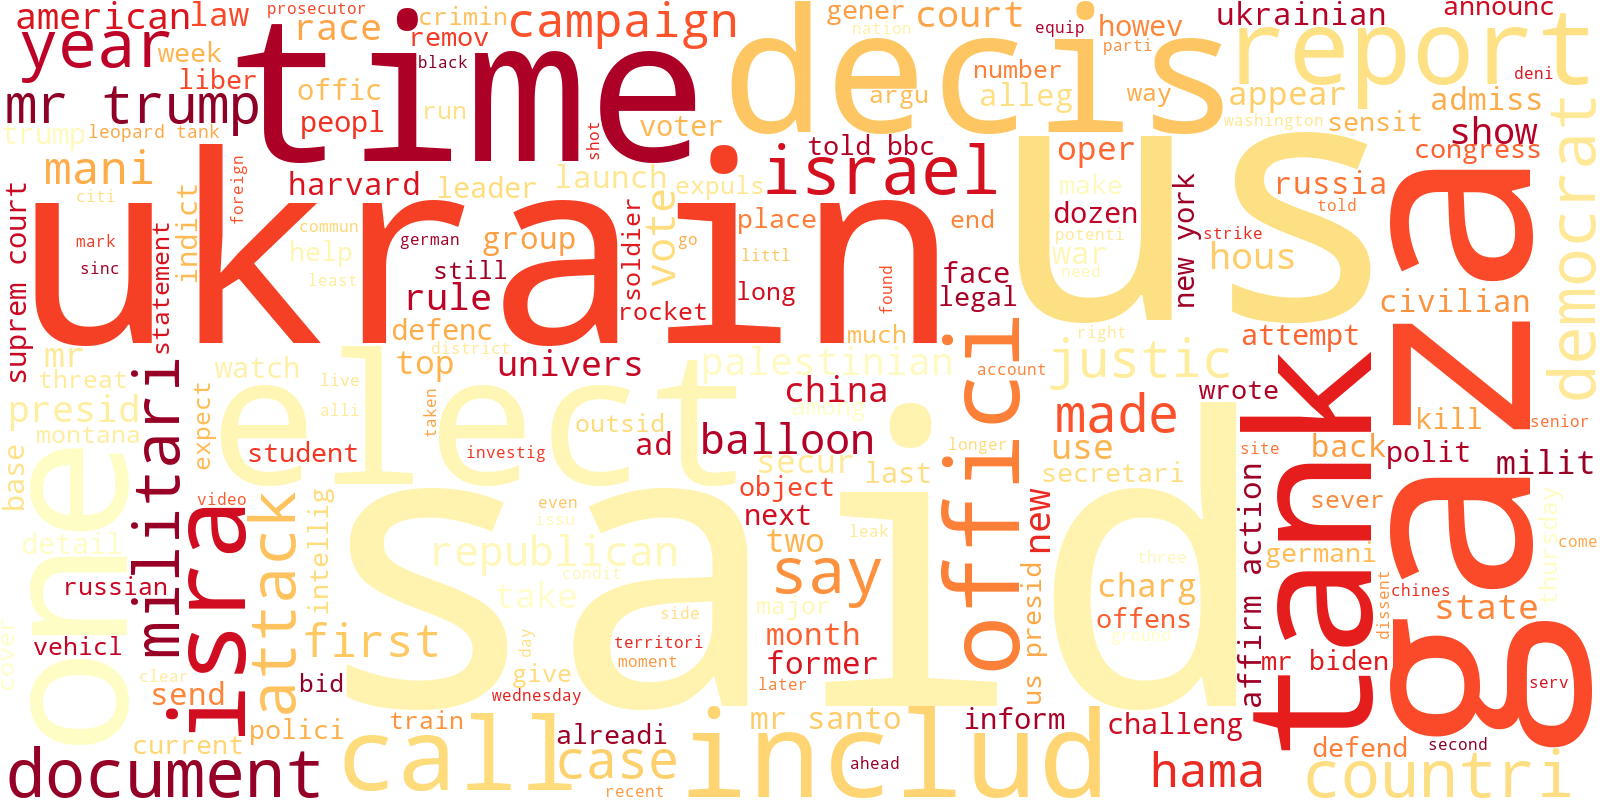 american
law
prosecutor
race
crimin
remov
campaign
gener
court
equip
howev
ukrainian
announc
year
week
liber
time
black
decis
nation
parti
number
report
deni
mr trump
offic
peopl
run
shot
voter
argu
alleg
way
appear
admiss
washington
sensit
show
trump
leopard tank
mani
harvard
leader
launch
expuls
told bbc
israel
oper
congress
democrat
suprem court
citi
indict
foreign
ukrain
commun
german
group
soldier
vote
place
end
us
make
dozen
potenti
war
need
new york
strike
russia
told
hous
gaza
mark
sinc
statement
help
least
still
rule
rocket
go
littl
long
found
face
legal
civilian
defenc
district
much
right
attempt
mr
threat
presid
montana
base
militari
watch
expect
live
alli
student
elect
top
univers
taken
investig
palestinian
china
among
outsid
ad
balloon
secur
last
offici
account
longer
justic
made
use
secretari
wrote
site
tank
kill
back
polit
senior
milit
one
detail
isra
video
attack
intellig
even
issu
republican
condit
object
next
two
leak
new
said
sever
germani
thursday
come
russian
vehicl
take
say
side
major
three
charg
offens
ground
affirm action
dissent
chines
state
cover
clear
send
first
bid
day
give
wednesday
territori
moment
month
former
later
us presid
mr biden
serv
current
polici
train
alreadi
mr santo
inform
challeng
defend
second
document
call
case
recent
ahead
includ
hama
countri